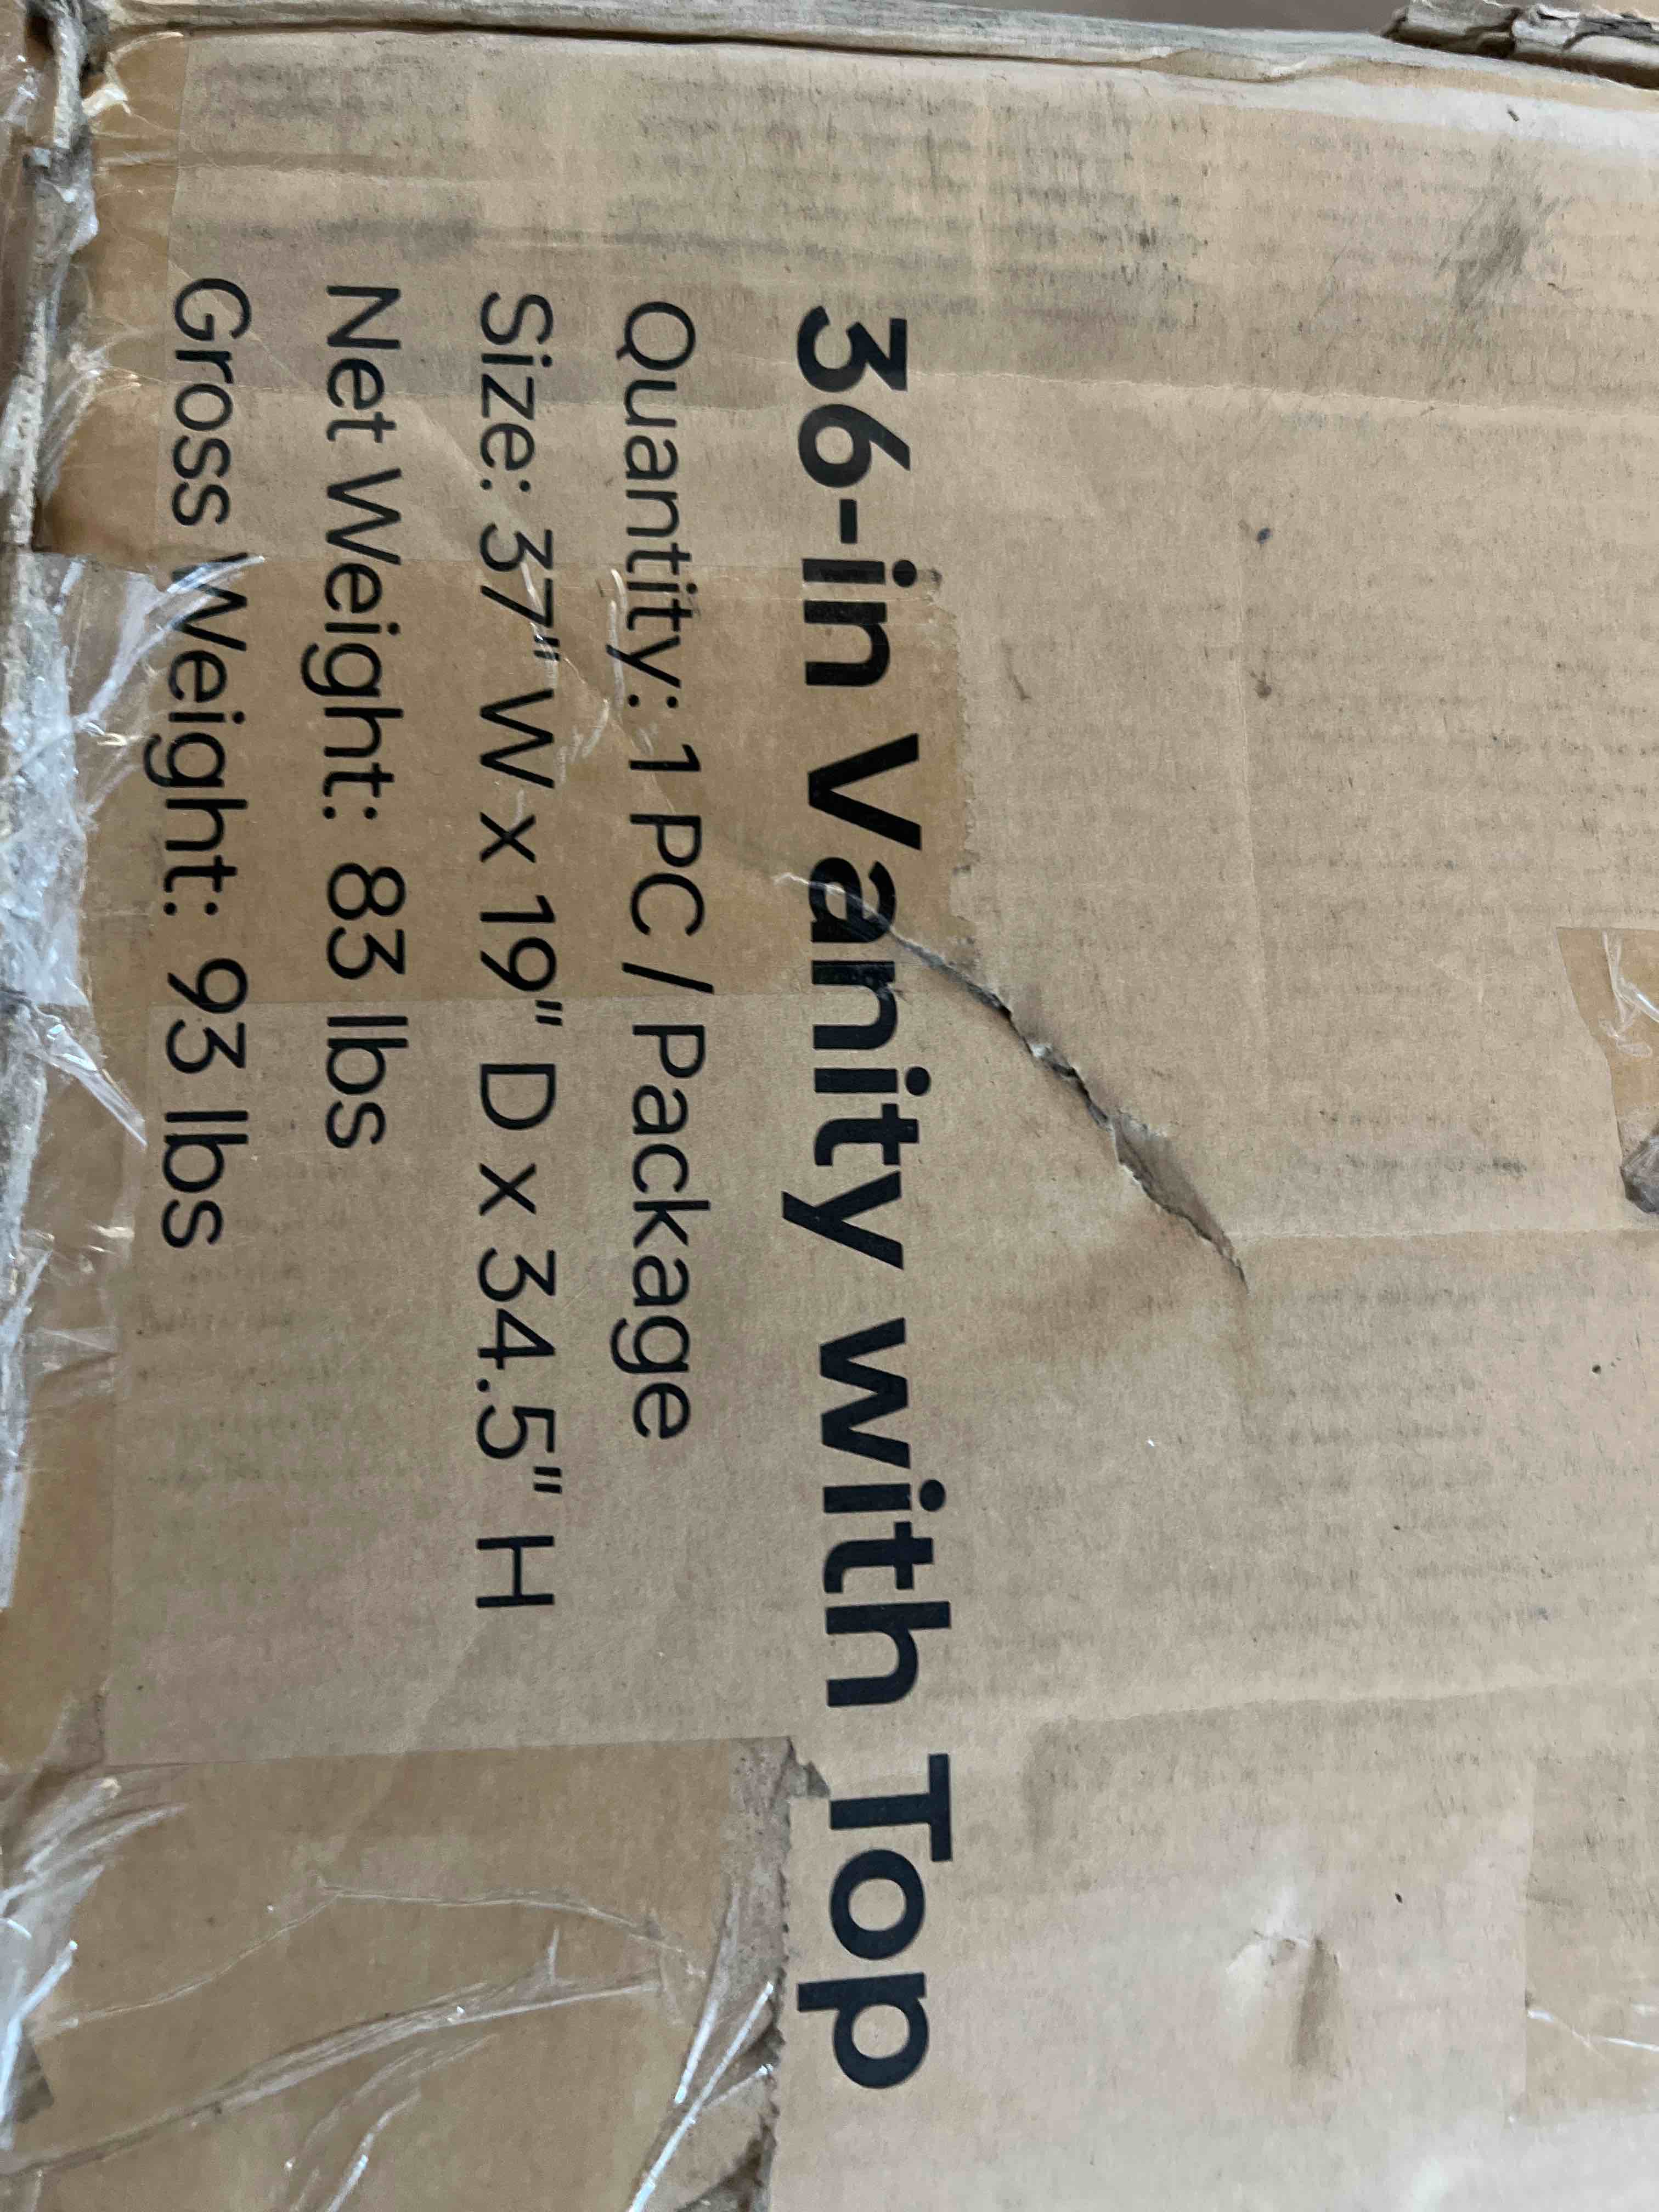 36-in Vanity with Top
Quantity: 1 PC / Package
Size: 37" W x 19" D x 34.5" H
Net Weight: 83 lbs
Gross Weight: 93 lbs